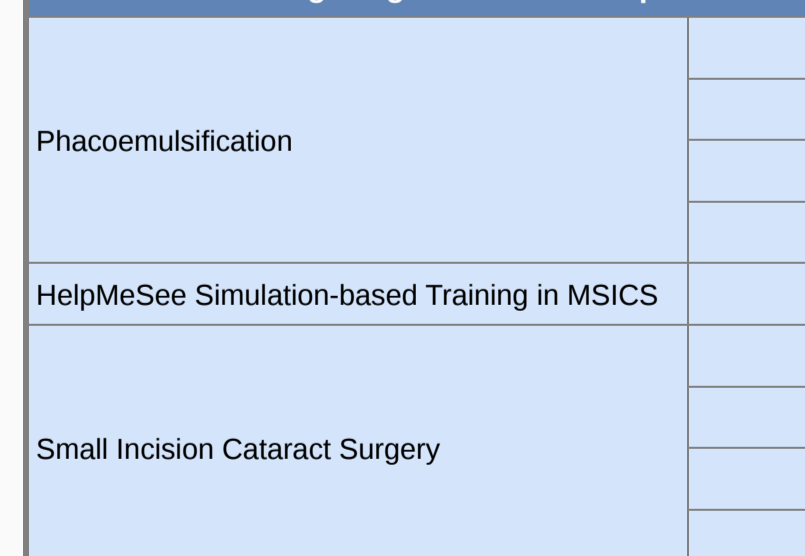 Phacoemulsification
HelpMeSee Simulation-based Training in MSICS
Small Incision Cataract Surgery